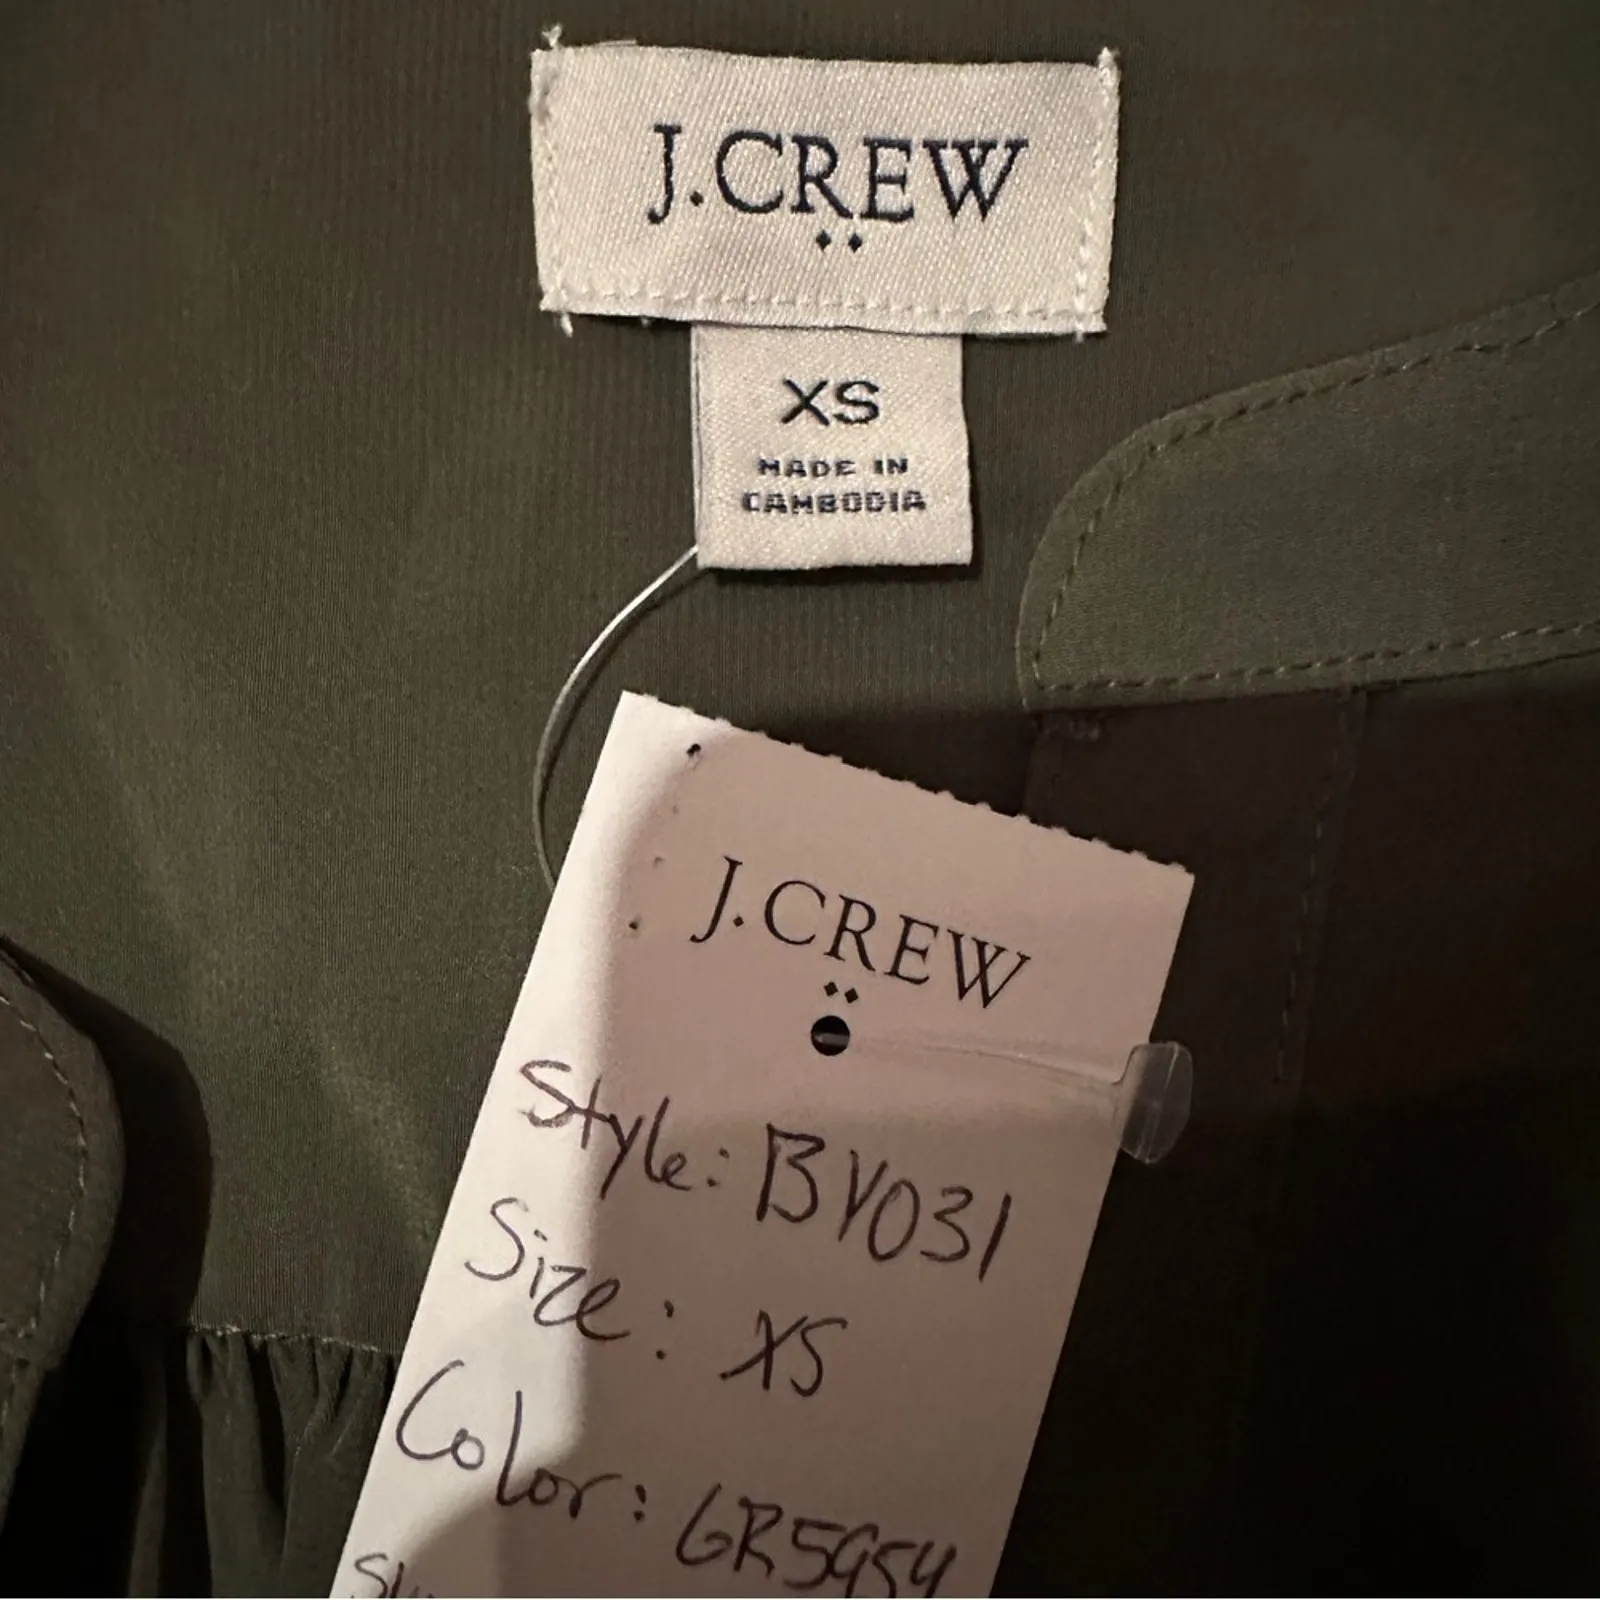 J.CREW
XS
MADE IN
CAMBODIA
J.CREW
Style: BV031
Size: XS
Color: GR5954